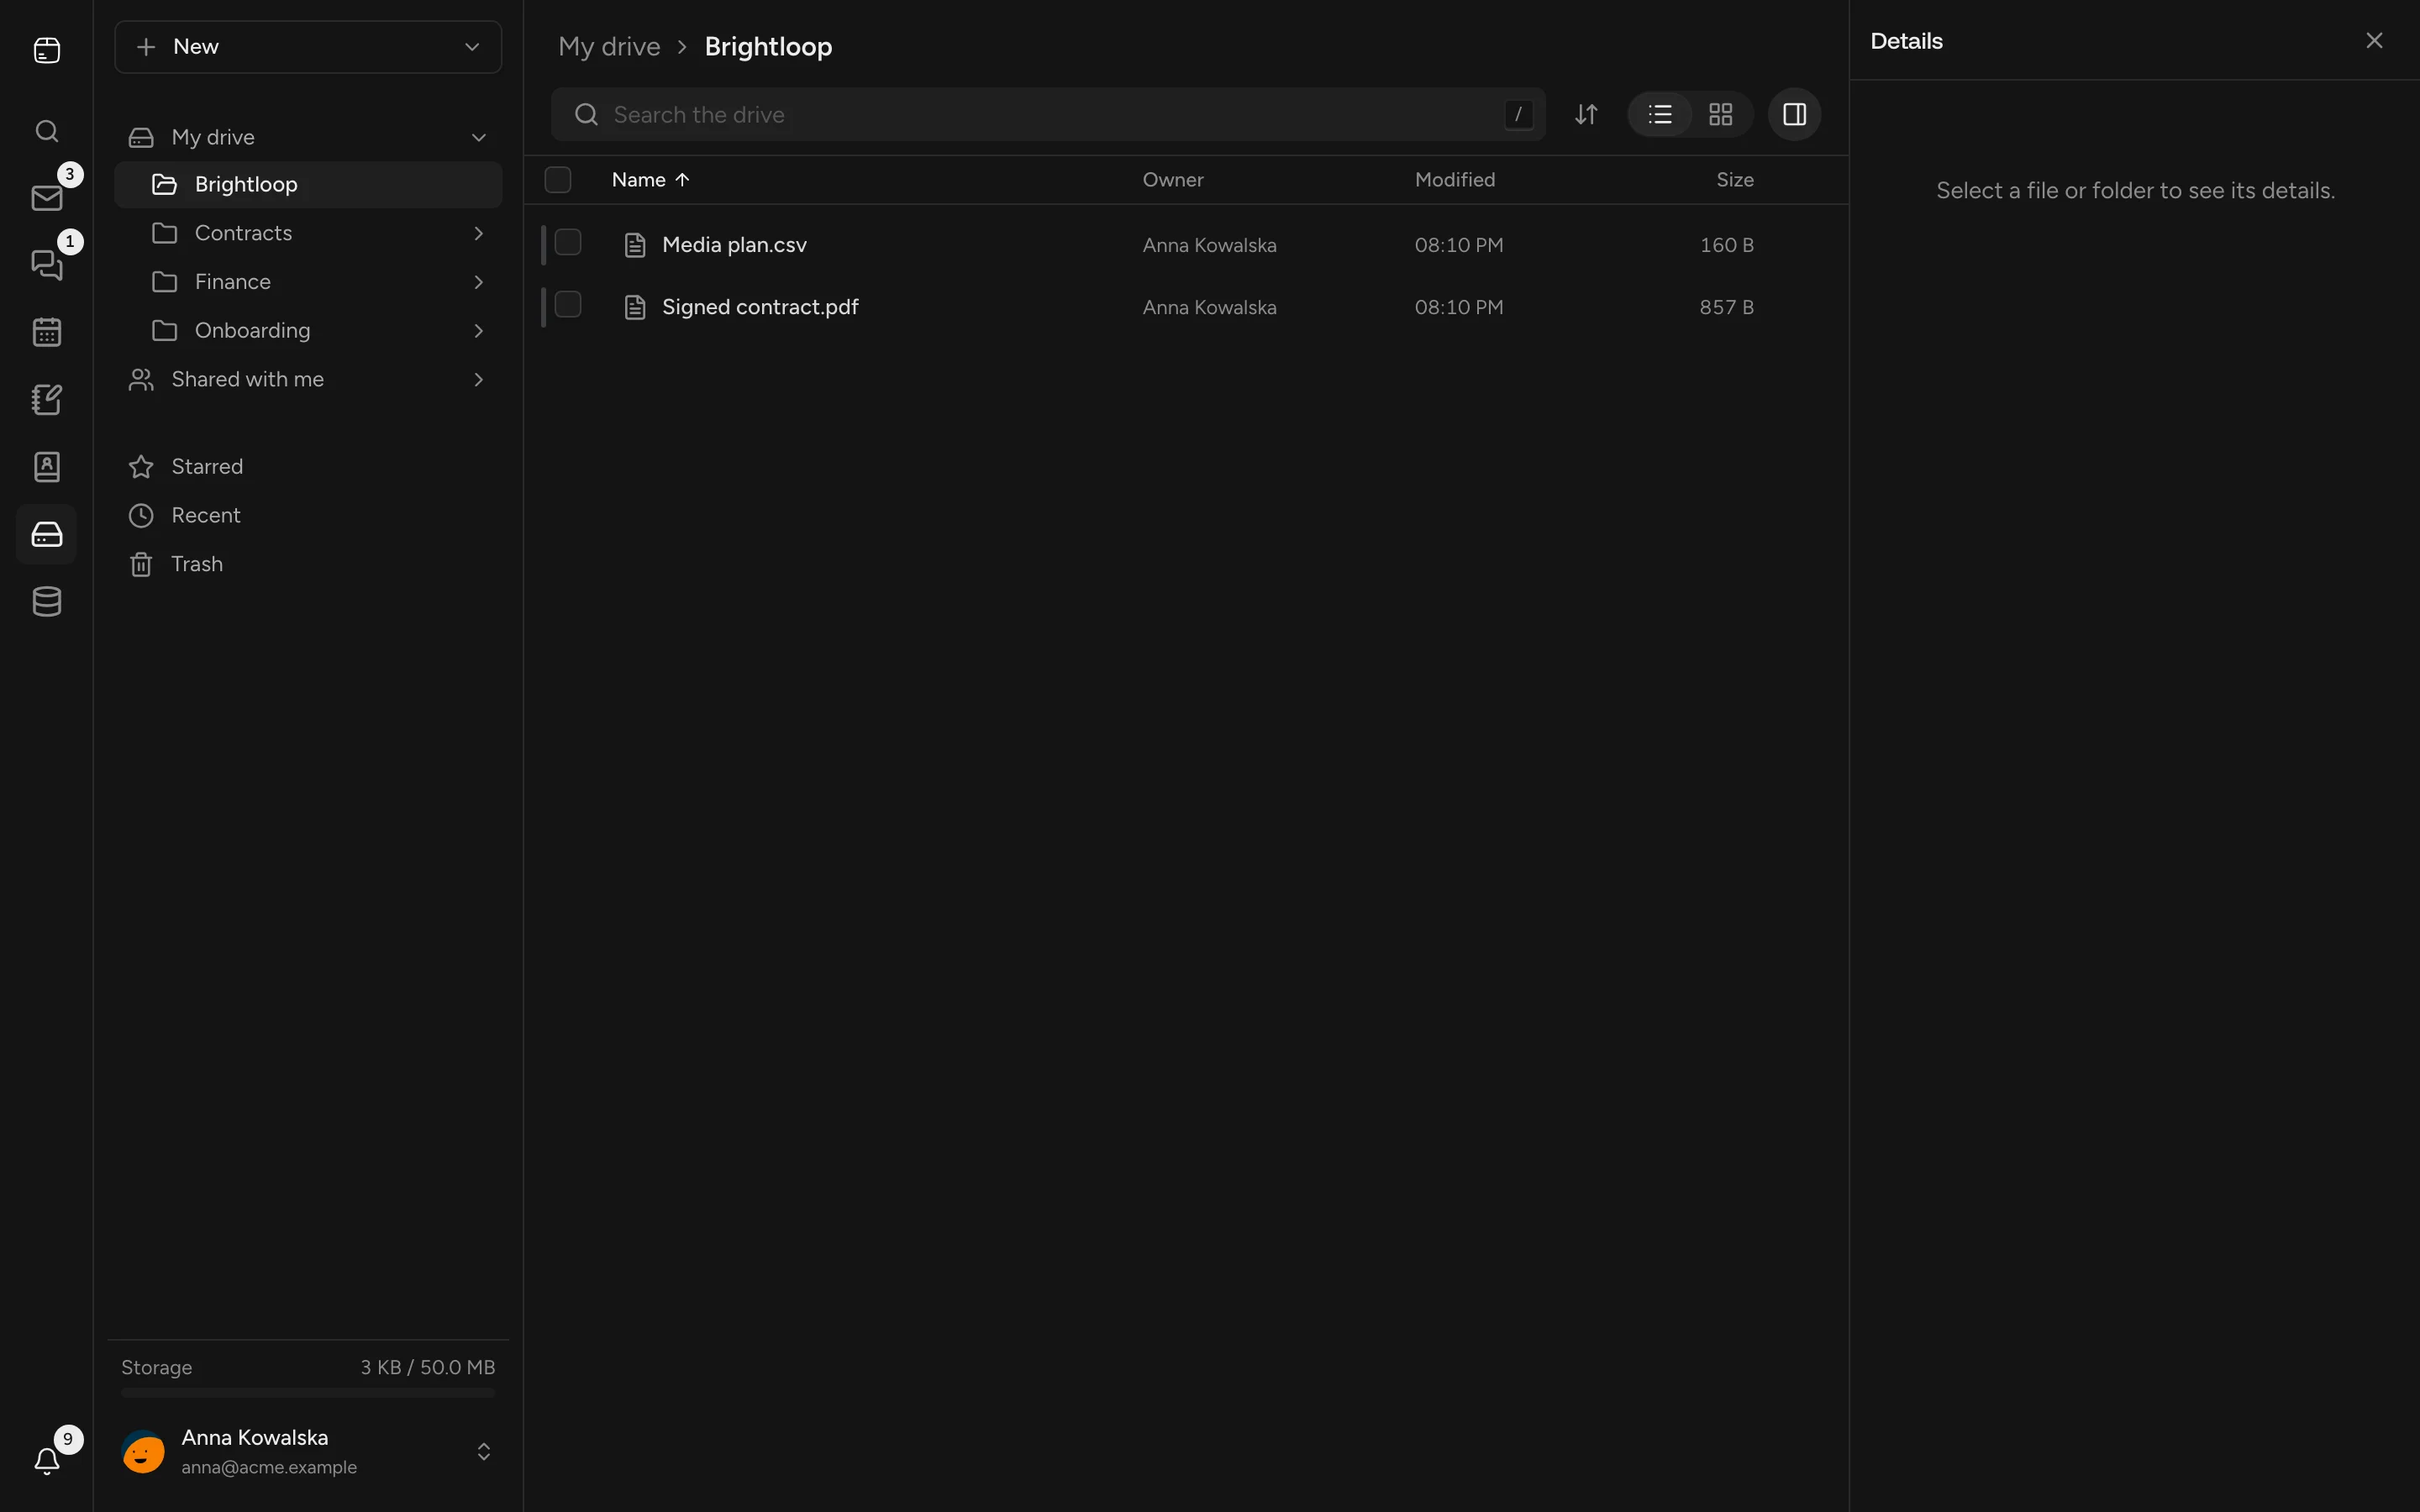 New
My drive
Brightloop
Contracts
Finance
Onboarding
Shared with me
Starred
Recent
Trash
3
1
9
Storage 3 KB / 50.0 MB
Anna Kowalska
anna@acme.example
My drive > Brightloop
Search the drive /
Name ↑ Owner Modified Size
Media plan.csv Anna Kowalska 08:10 PM 160 B
Signed contract.pdf Anna Kowalska 08:10 PM 857 B
Details
Select a file or folder to see its details.